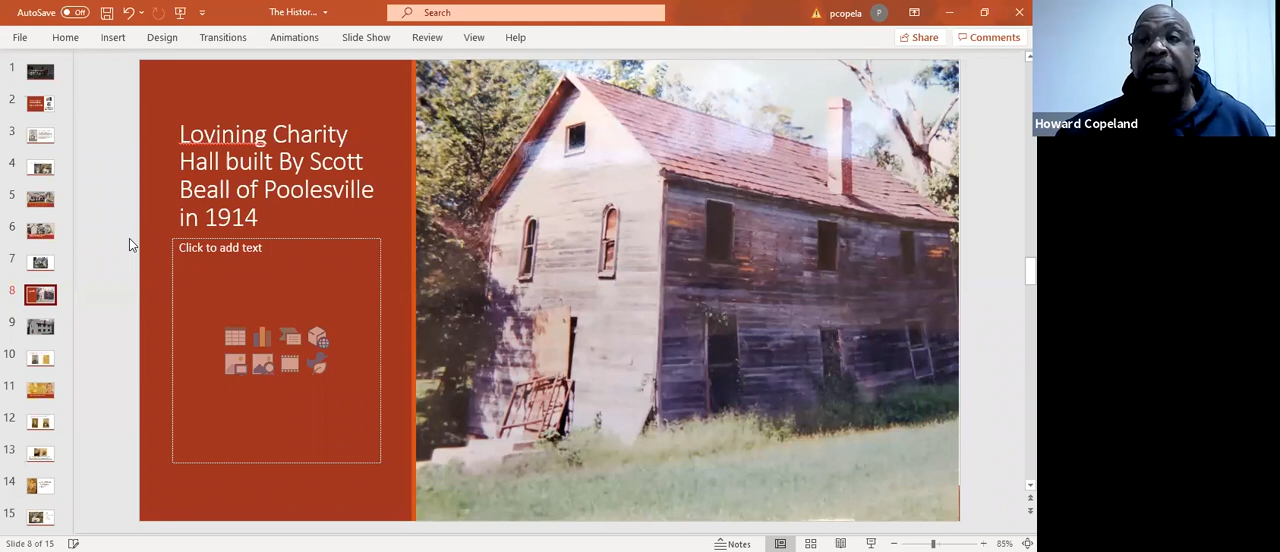 AutoSave Off The Histor... Search pcopela P
File Home Insert Design Transitions Animations Slide Show Review View Help Share Comments
Howard Copeland
1
2
3
4
5
6
7
8
9
10
11
12
13
14
15
Lovining Charity
Hall built By Scott
Beall of Poolesville
in 1914
Click to add text
Slide 8 of 15 Notes 85%